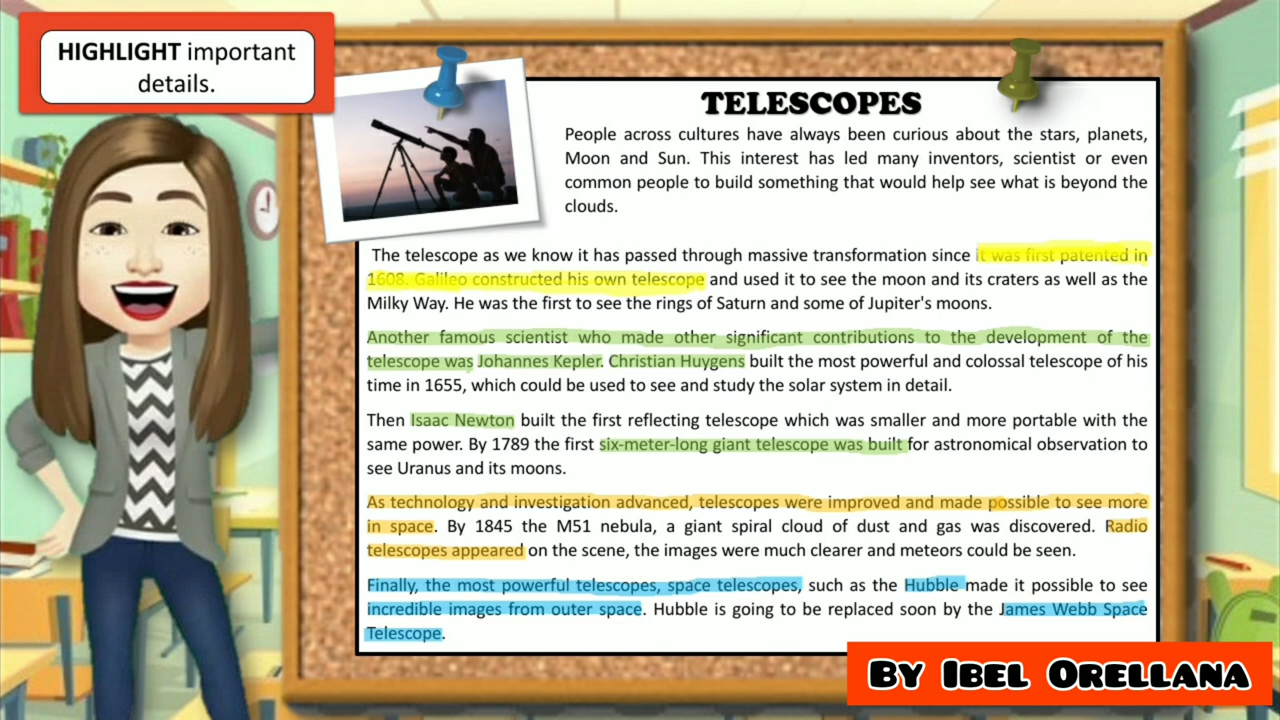 HIGHLIGHT important
details.
TELESCOPES
People across cultures have always been curious about the stars, planets,
Moon and Sun. This interest has led many inventors, scientist or even
common people to build something that would help see what is beyond the
clouds.
The telescope as we know it has passed through massive transformation since it was first patented in
1608. Galileo constructed his own telescope and used it to see the moon and its craters as well as the
Milky Way. He was the first to see the rings of Saturn and some of Jupiter's moons.
Another famous scientist who made other significant contributions to the development of the
telescope was Johannes Kepler. Christian Huygens built the most powerful and colossal telescope of his
time in 1655, which could be used to see and study the solar system in detail.
Then Isaac Newton built the first reflecting telescope which was smaller and more portable with the
same power. By 1789 the first six-meter-long giant telescope was built for astronomical observation to
see Uranus and its moons.
As technology and investigation advanced, telescopes were improved and made possible to see more
in space. By 1845 the M51 nebula, a giant spiral cloud of dust and gas was discovered. Radio
telescopes appeared on the scene, the images were much clearer and meteors could be seen.
Finally, the most powerful telescopes, space telescopes, such as the Hubble made it possible to see
incredible images from outer space. Hubble is going to be replaced soon by the James Webb Space
Telescope.
By Ibel Orellana